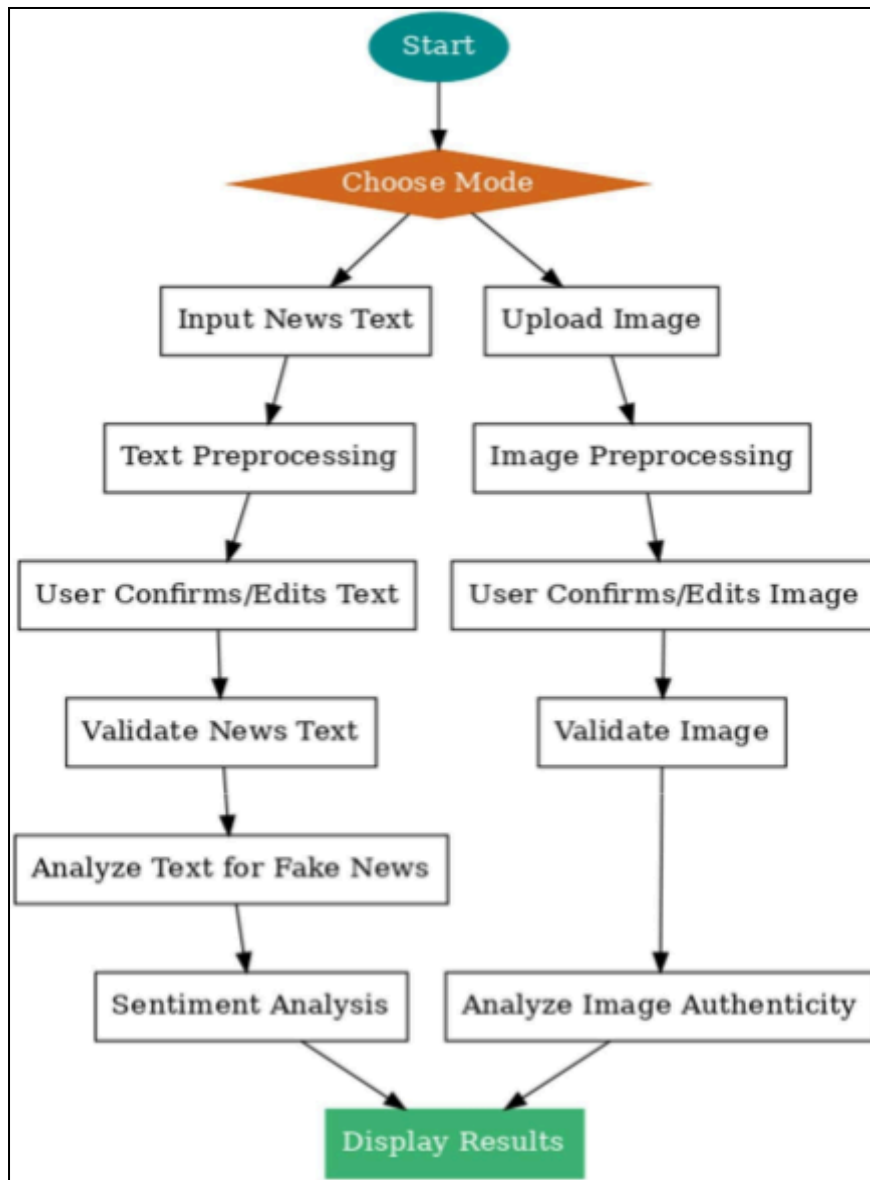 Start
Choose Mode
Input News Text
Upload Image
Text Preprocessing
Image Preprocessing
User Confirms/Edits Text
User Confirms/Edits Image
Validate News Text
Validate Image
Analyze Text for Fake News
Sentiment Analysis
Analyze Image Authenticity
Display Results